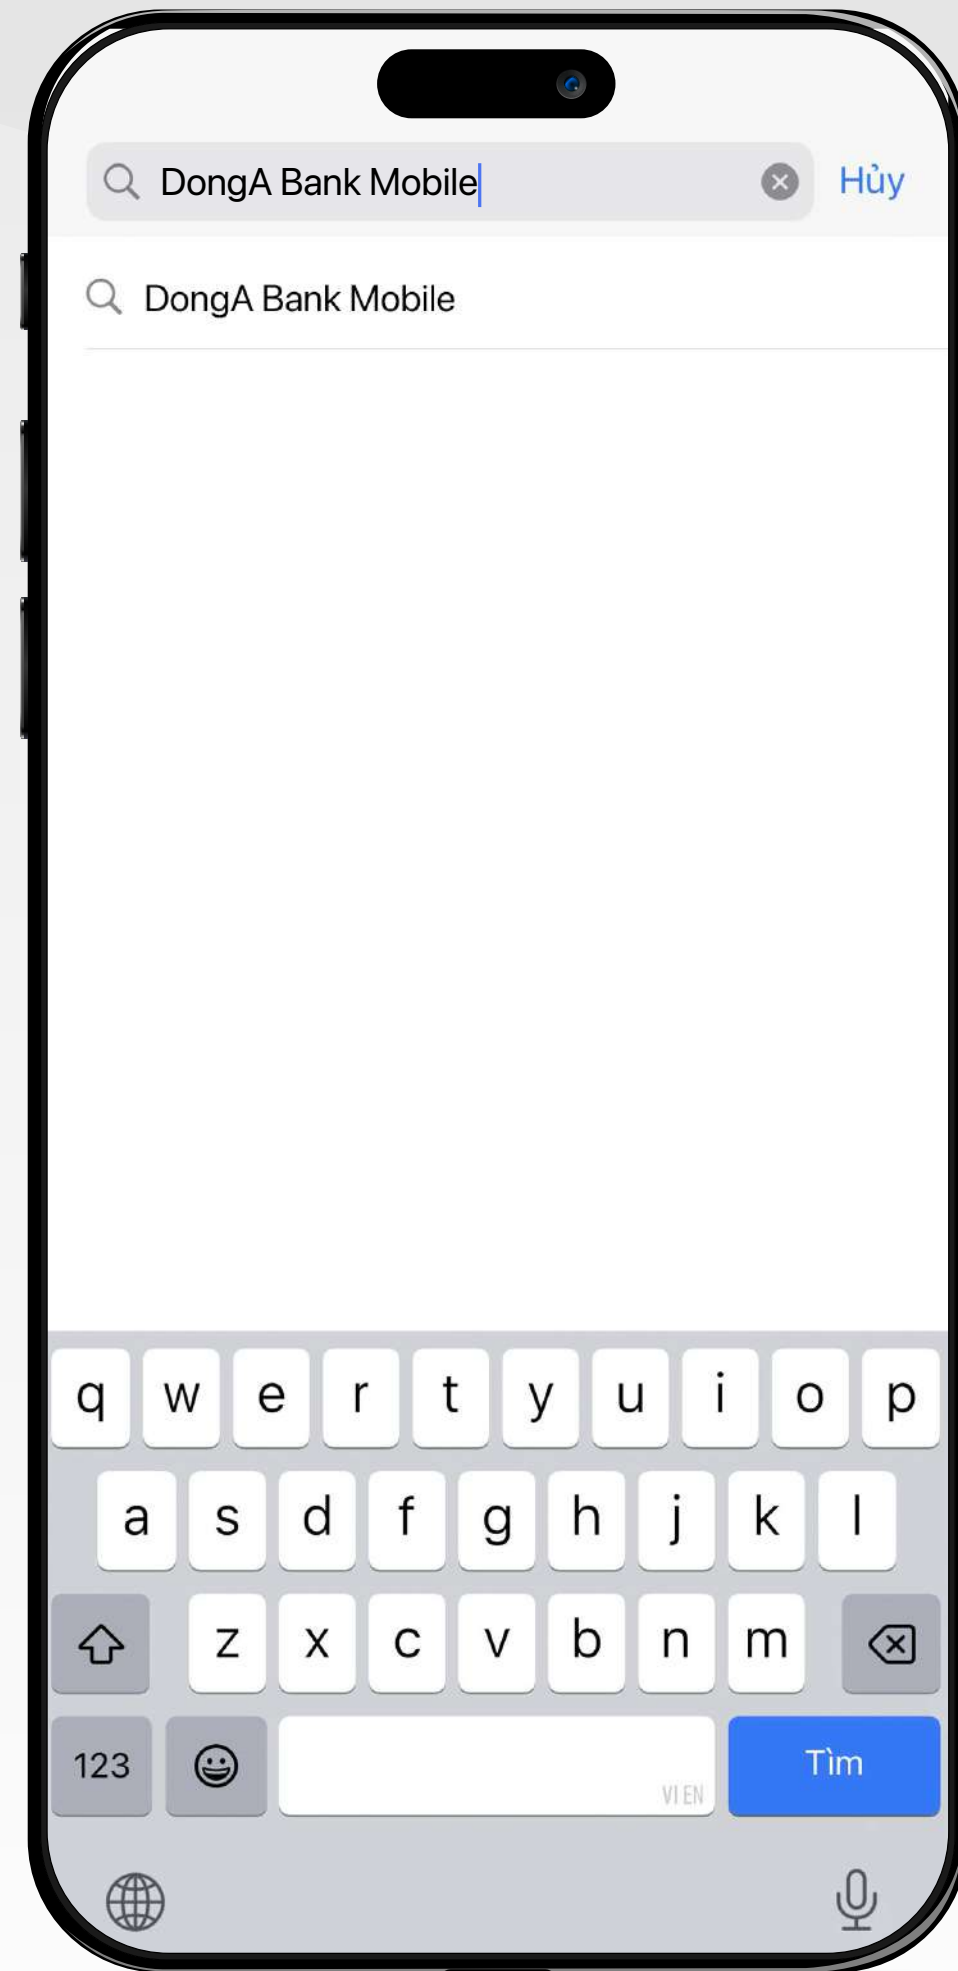 DongA Bank Mobile Hủy
DongA Bank Mobile
q w e r t y u i o p
a s d f g h j k l
z x c v b n m
123 VI EN Tìm